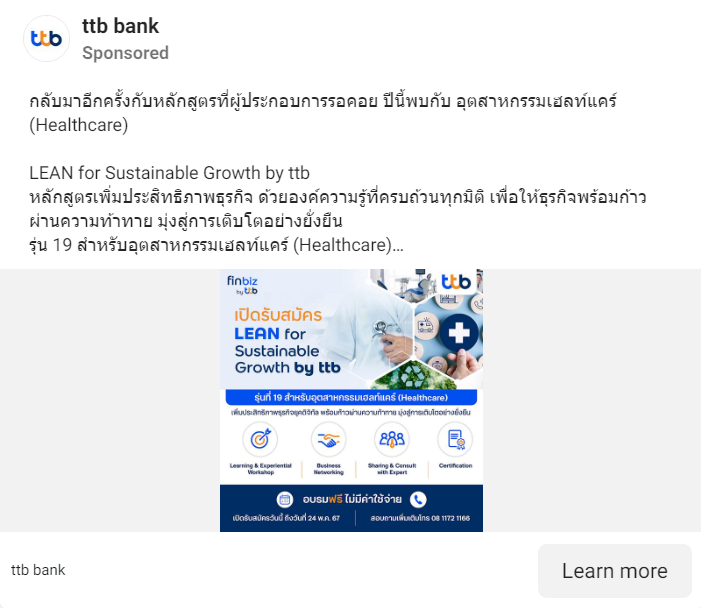 ttb
ttb bank
Sponsored
กลับมาอีกครั้งกับหลักสูตรที่ผู้ประกอบการรอคอย ปีนี้พบกับ อุตสาหกรรมเฮลท์แคร์
(Healthcare)
LEAN for Sustainable Growth by ttb
หลักสูตรเพิ่มประสิทธิภาพธุรกิจ ด้วยองค์ความรู้ที่ครบถ้วนทุกมิติ เพื่อให้ธุรกิจพร้อมก้าว
ผ่านความท้าทาย มุ่งสู่การเติบโตอย่างยั่งยืน
รุ่น 19 สำหรับอุตสาหกรรมเฮลท์แคร์ (Healthcare)...
finbiz
by ttb
ttb
เปิดรับสมัคร
LEAN for
Sustainable
Growth by ttb
รุ่นที่ 19 สำหรับอุตสาหกรรมเฮลท์แคร์ (Healthcare)
เพิ่มประสิทธิภาพธุรกิจยุคดิจิทัล พร้อมก้าวผ่านความท้าทาย มุ่งสู่การเติบโตอย่างยั่งยืน
Learning & Experiential
Workshop
Business
Networking
Sharing & Consult
with Expert
Certification
อบรมฟรี ไม่มีค่าใช้จ่าย
เปิดรับสมัครวันนี้ ถึงวันที่ 24 พ.ค. 67
สอบถามเพิ่มเติมโทร 08 1172 1166
ttb bank
Learn more